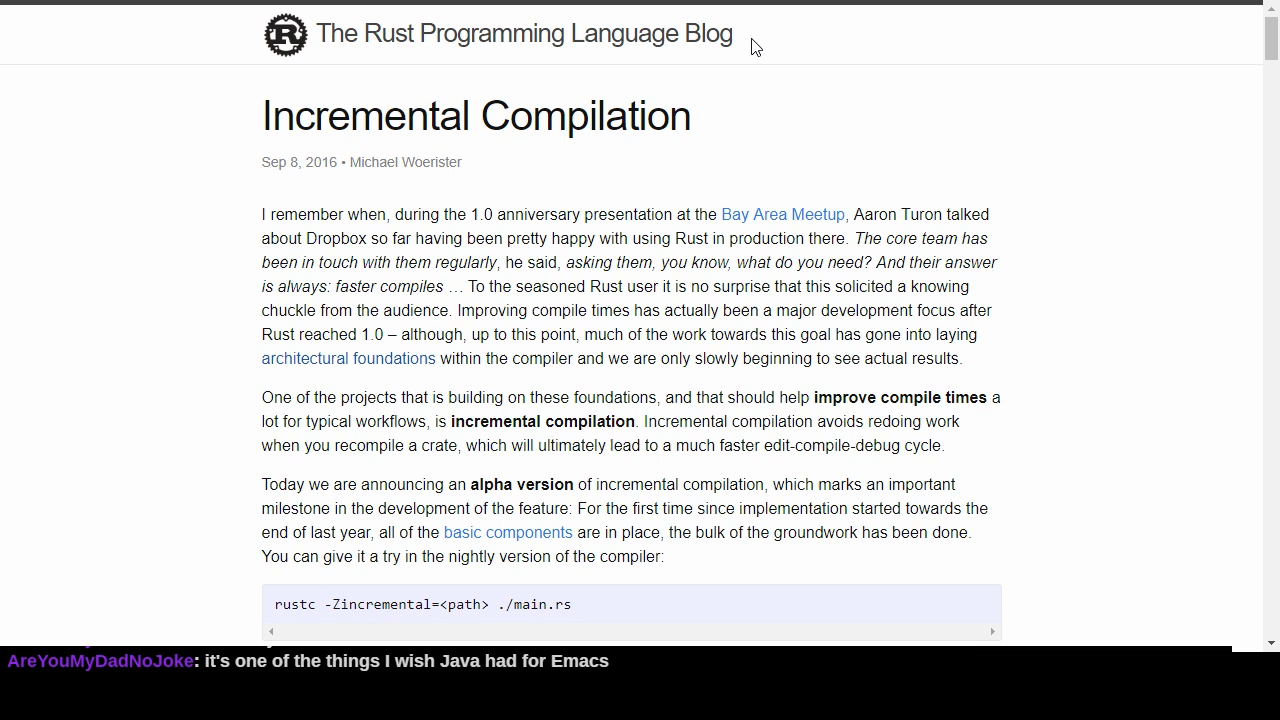 The Rust Programming Language Blog
Incremental Compilation
Sep 8, 2016 • Michael Woerister
I remember when, during the 1.0 anniversary presentation at the Bay Area Meetup, Aaron Turon talked
about Dropbox so far having been pretty happy with using Rust in production there. The core team has
been in touch with them regularly, he said, asking them, you know, what do you need? And their answer
is always: faster compiles … To the seasoned Rust user it is no surprise that this solicited a knowing
chuckle from the audience. Improving compile times has actually been a major development focus after
Rust reached 1.0 – although, up to this point, much of the work towards this goal has gone into laying
architectural foundations within the compiler and we are only slowly beginning to see actual results.
One of the projects that is building on these foundations, and that should help improve compile times a
lot for typical workflows, is incremental compilation. Incremental compilation avoids redoing work
when you recompile a crate, which will ultimately lead to a much faster edit-compile-debug cycle.
Today we are announcing an alpha version of incremental compilation, which marks an important
milestone in the development of the feature: For the first time since implementation started towards the
end of last year, all of the basic components are in place, the bulk of the groundwork has been done.
You can give it a try in the nightly version of the compiler:
rustc -Zincremental=<path> ./main.rs
AreYouMyDadNoJoke: it's one of the things I wish Java had for Emacs